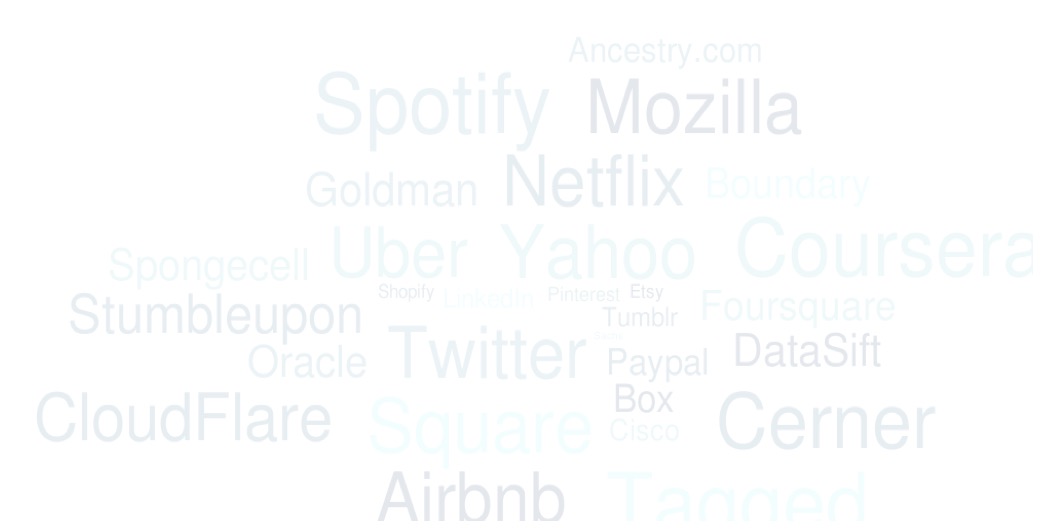 Ancestry.com
Spotify Mozilla
Goldman Netflix Boundary
Spongecell Uber Yahoo Coursera
Shopify LinkedIn Pinterest Etsy
Stumbleupon Tumblr Foursquare
Oracle Twitter Paypal DataSift
CloudFlare Square Box Cerner
Cisco
Airbnb Tagged